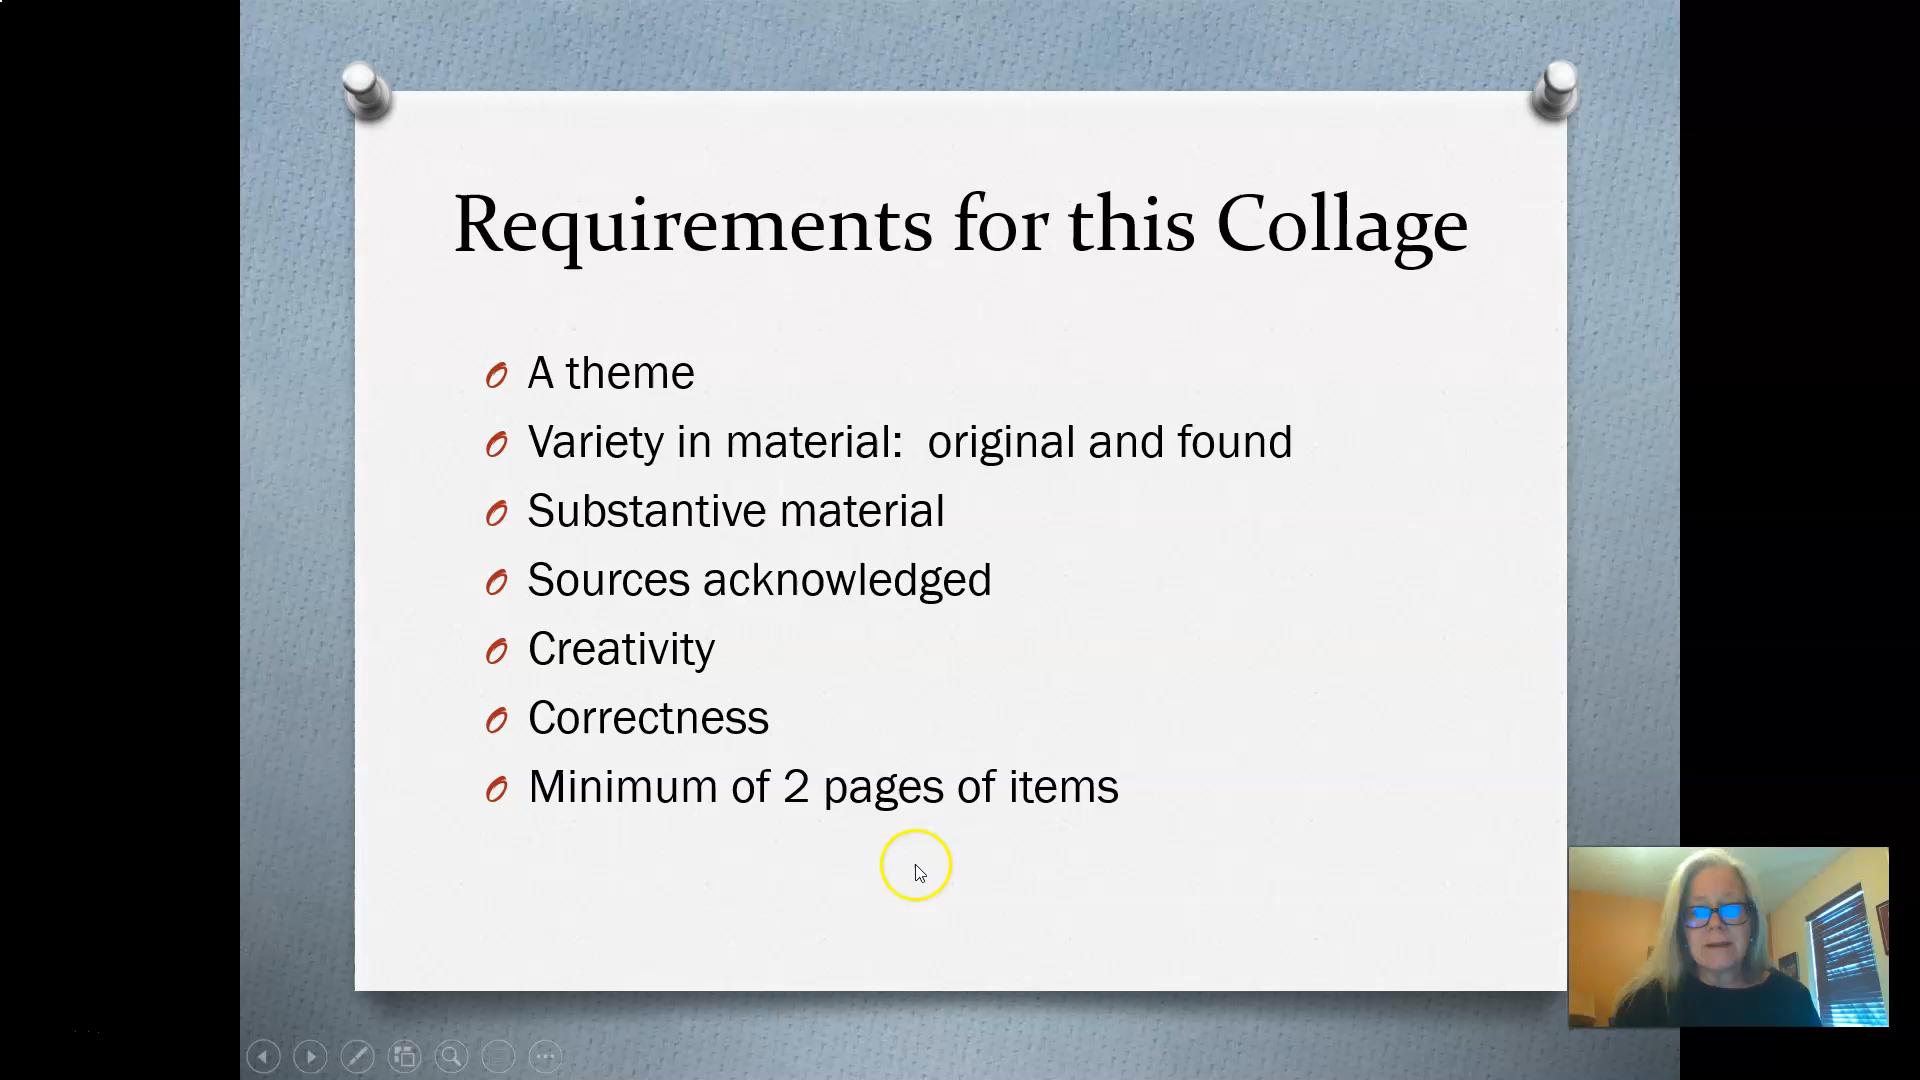 Requirements for this Collage
A theme
Variety in material:  original and found
Substantive material
Sources acknowledged
Creativity
Correctness
Minimum of 2 pages of items